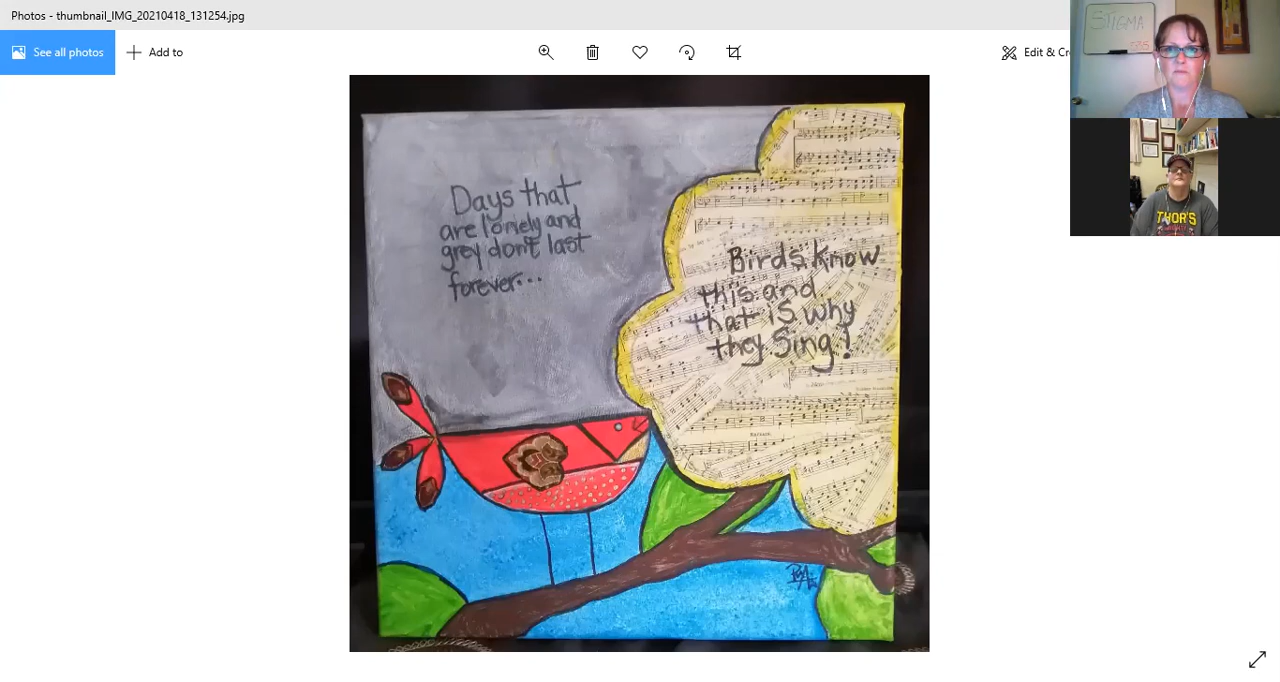 Photos - thumbnail_IMG_20210418_131254.jpg
See all photos
Add to
Edit & Cr
STIGMA
THOR'S
Days that
are lonely and
grey don't last
forever...
Birds know
this and
that is why
they Sing!